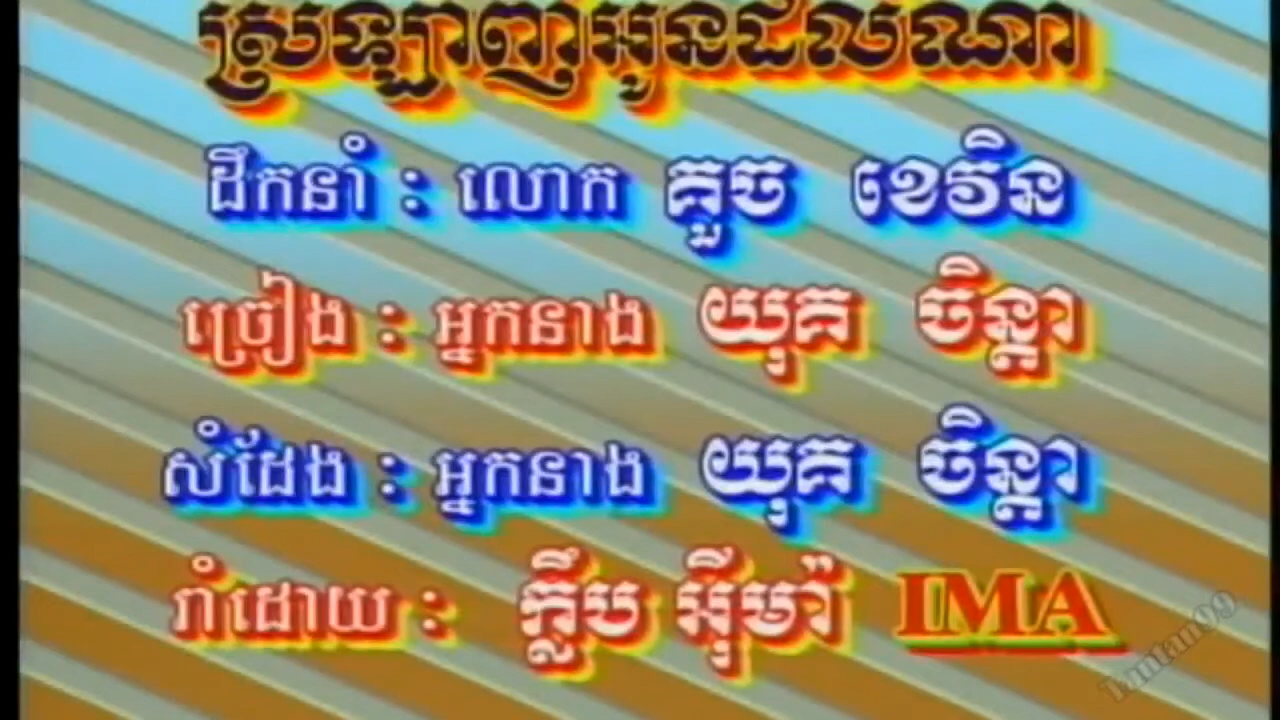 ស្រឡាញ់អូនដល់ណា
ដឹកនាំ : លោក គួច ខេវិន
ច្រៀង : អ្នកនាង យុគ ចិន្តា
សំដែង : អ្នកនាង យុគ ចិន្តា
រាំដោយ : ក្លឹប អ៊ីម៉ា IMA
Tantan99